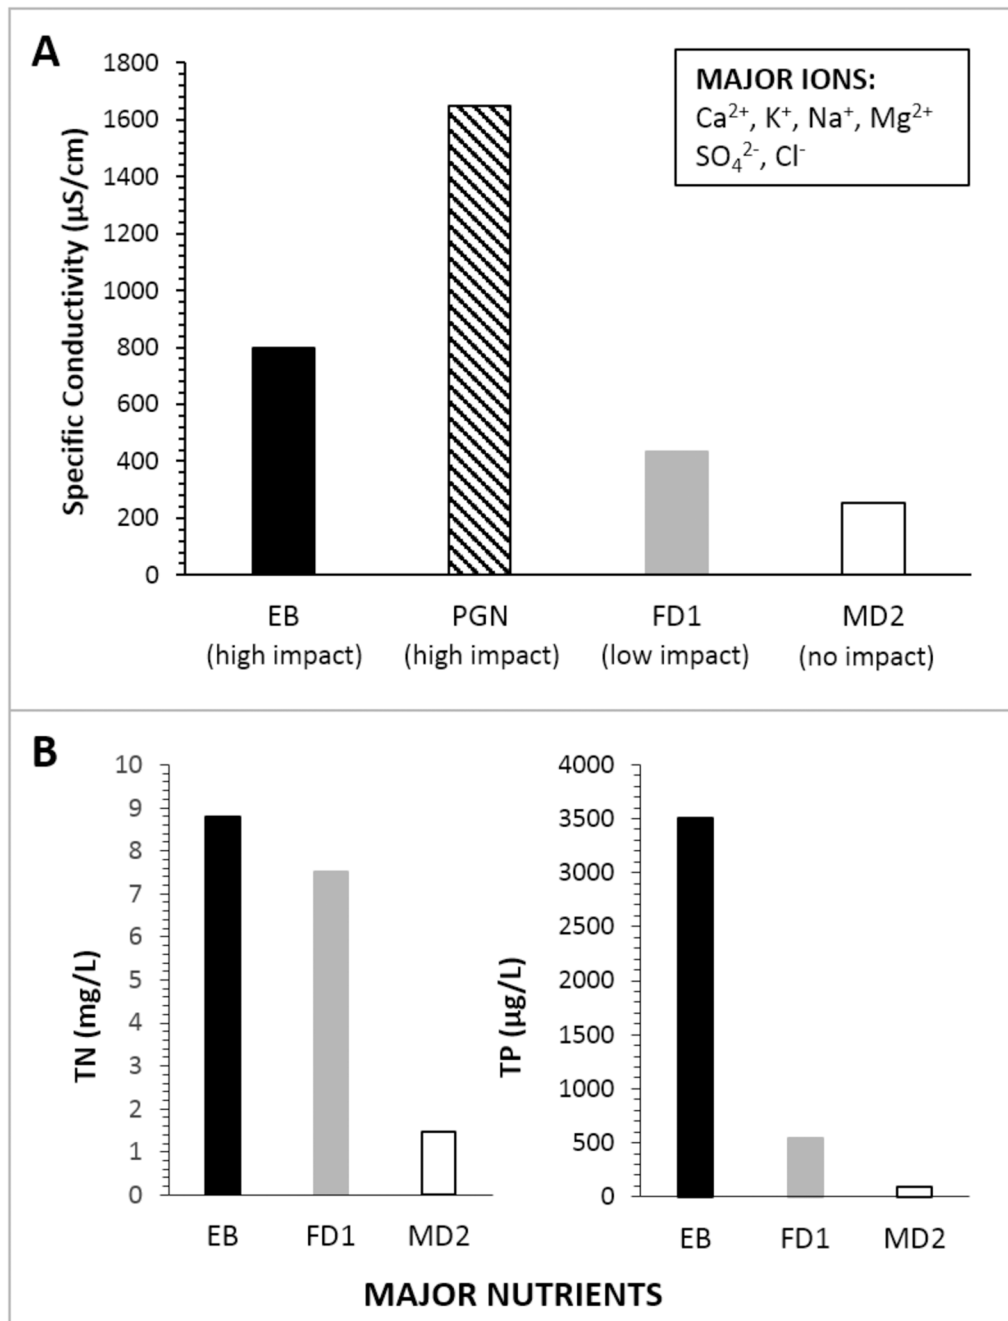 A
Specific Conductivity (µS/cm)
1800
1600
1400
1200
1000
800
600
400
200
0
MAJOR IONS:
Ca²⁺, K⁺, Na⁺, Mg²⁺
SO₄²⁻, Cl⁻
EB PGN FD1 MD2
(high impact) (high impact) (low impact) (no impact)
B
TN (mg/L)
10
9
8
7
6
5
4
3
2
1
0
EB FD1 MD2
TP (µg/L)
4000
3500
3000
2500
2000
1500
1000
500
0
EB FD1 MD2
MAJOR NUTRIENTS